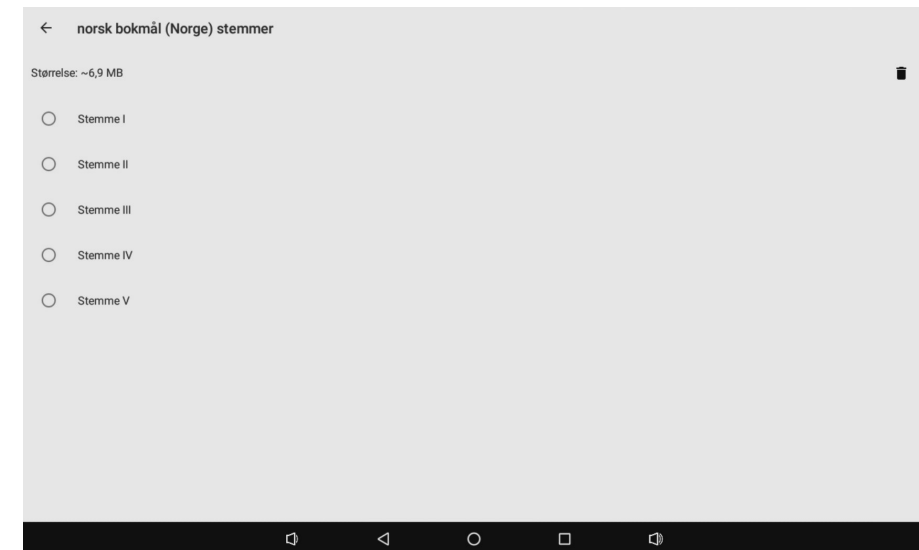 norsk bokmål (Norge) stemmer
Størrelse: ~6,9 MB
Stemme I
Stemme II
Stemme III
Stemme IV
Stemme V